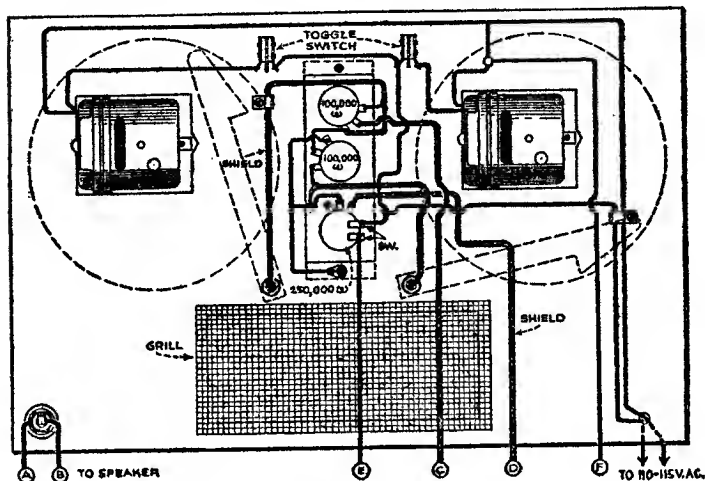 TOGGLE
SWITCH
100,000
Ω
SHIELD
100,000
Ω
SW.
250,000 Ω
GRILL
SHIELD
A B TO SPEAKER E C D F TO 110-115V.A.C.